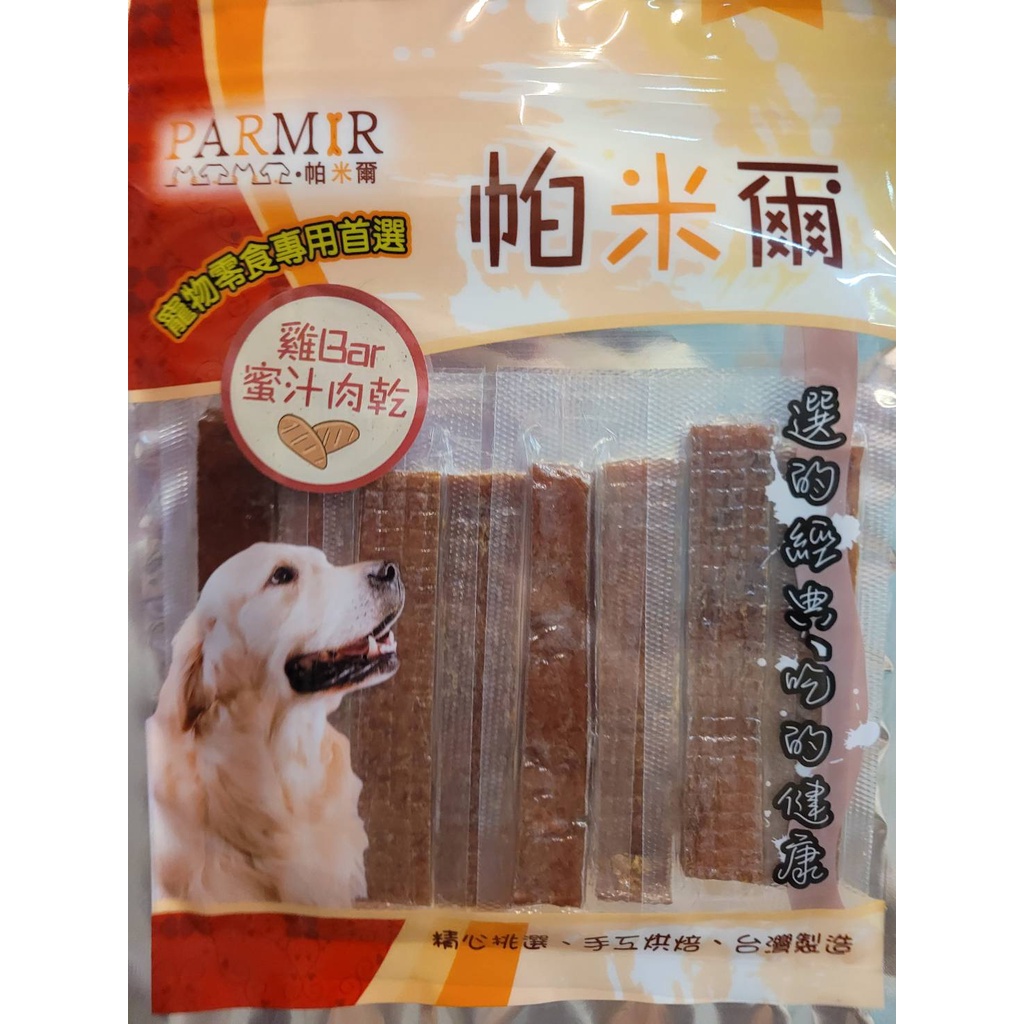 PARMIR
·帕米爾
帕米爾
寵物零食專用首選
雞Bar
蜜汁肉乾
選的經典、吃的健康
精心挑選、手工烘焙、台灣製造